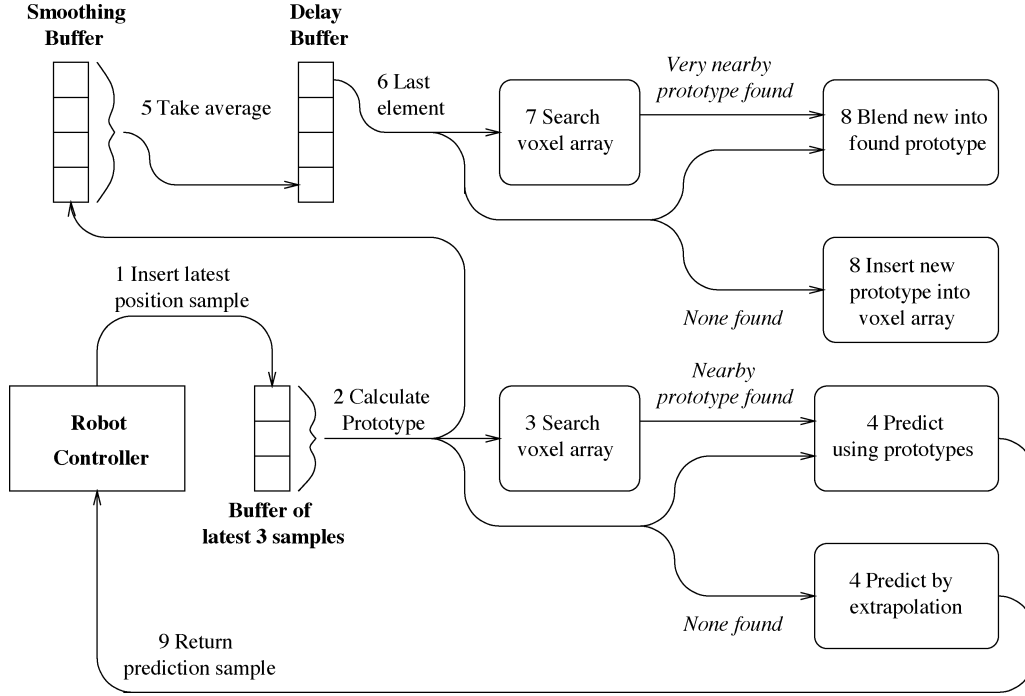 Smoothing
Buffer
Delay
Buffer
5 Take average
6 Last
element
7 Search
voxel array
Very nearby
prototype found
8 Blend new into
found prototype
None found
8 Insert new
prototype into
voxel array
1 Insert latest
position sample
Robot
Controller
Buffer of
latest 3 samples
2 Calculate
Prototype
3 Search
voxel array
Nearby
prototype found
4 Predict
using prototypes
None found
4 Predict by
extrapolation
9 Return
prediction sample